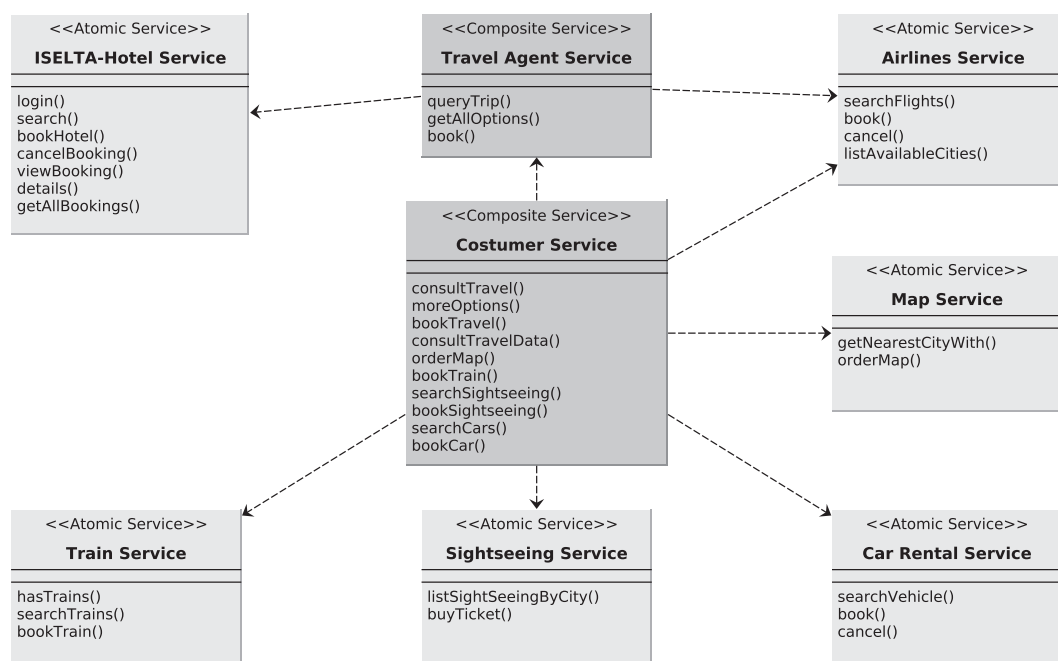 <<Atomic Service>>
ISELTA-Hotel Service
login()
search()
bookHotel()
cancelBooking()
viewBooking()
details()
getAllBookings()
<<Composite Service>>
Travel Agent Service
queryTrip()
getAllOptions()
book()
<<Atomic Service>>
Airlines Service
searchFlights()
book()
cancel()
listAvailableCities()
<<Composite Service>>
Costumer Service
consultTravel()
moreOptions()
bookTravel()
consultTravelData()
orderMap()
bookTrain()
searchSightseeing()
bookSightseeing()
searchCars()
bookCar()
<<Atomic Service>>
Map Service
getNearestCityWith()
orderMap()
<<Atomic Service>>
Train Service
hasTrains()
searchTrains()
bookTrain()
<<Atomic Service>>
Sightseeing Service
listSightSeeingByCity()
buyTicket()
<<Atomic Service>>
Car Rental Service
searchVehicle()
book()
cancel()